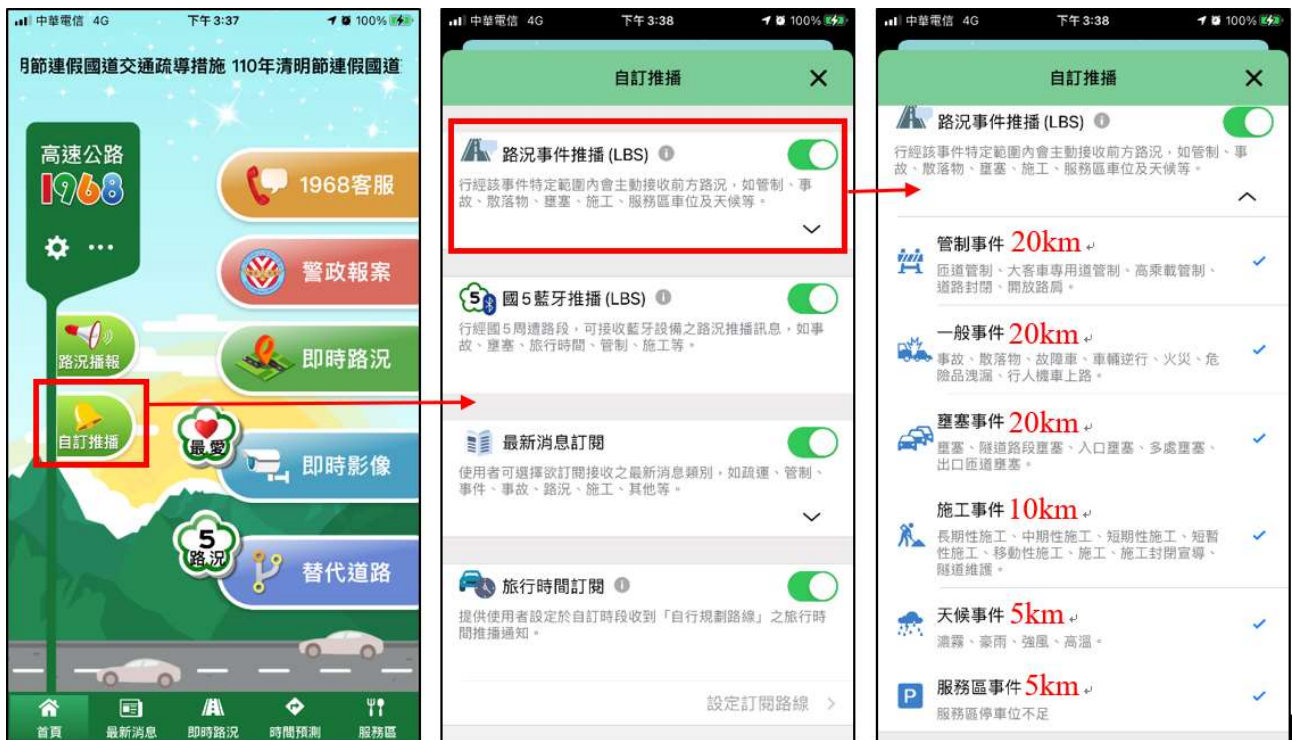 中華電信 4G 下午3:37 100%
明節連假國道交通疏導措施 110年清明節連假國道
高速公路
1968
1968客服
警政報案
路況播報
即時路況
自訂推播
最愛
即時影像
5
路況
替代道路
首頁 最新消息 即時路況 時間預測 服務區
中華電信 4G 下午3:38 100%
自訂推播 ×
路況事件推播 (LBS)
行經該事件特定範圍內會主動接收前方路況，如管制、事
故、散落物、壅塞、施工、服務區車位及天候等。
5 國5藍牙推播 (LBS)
行經國5周遭路段，可接收藍牙設備之路況推播訊息，如事
故、壅塞、旅行時間、管制、施工等。
最新消息訂閱
使用者可選擇欲訂閱接收之最新消息類別，如疏運、管制、
事件、事故、路況、施工、其他等。
旅行時間訂閱
提供使用者設定於自訂時段收到「自行規劃路線」之旅行時
間推播通知。
設定訂閱路線 >
中華電信 4G 下午3:38 100%
自訂推播 ×
路況事件推播 (LBS)
行經該事件特定範圍內會主動接收前方路況，如管制、事
故、散落物、壅塞、施工、服務區車位及天候等。
管制事件 20km
匝道管制、大客車專用道管制、高乘載管制、
道路封閉、開放路肩。
一般事件 20km
事故、散落物、故障車、車輛逆行、火災、危
險品洩漏、行人機車上路。
壅塞事件 20km
壅塞、隧道路段壅塞、入口壅塞、多處壅塞、
出口匝道壅塞。
施工事件 10km
長期性施工、中期性施工、短期性施工、短暫
性施工、移動性施工、施工、施工封閉宣導、
隧道維護。
天候事件 5km
濃霧、豪雨、強風、高溫。
P 服務區事件 5km
服務區停車位不足